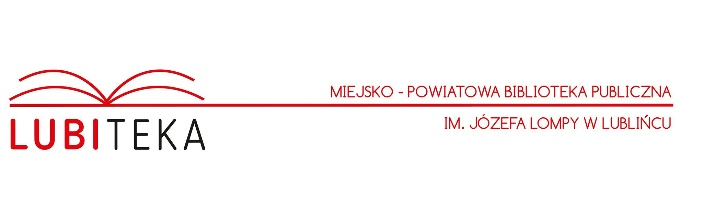 MIEJSKO - POWIATOWA BIBLIOTEKA PUBLICZNA
LUBITEKA
IM. JÓZEFA LOMPY W LUBLIŃCU